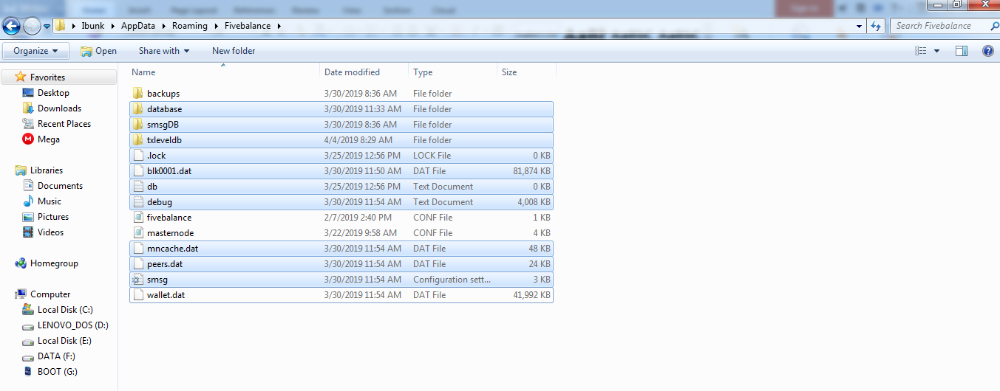 Ibunk AppData Roaming Fivebalance Search Fivebalance
Organize Open Share with New folder
Favorites
Desktop
Downloads
Recent Places
Mega
Libraries
Documents
Music
Pictures
Videos
Homegroup
Computer
Local Disk (C:)
LENOVO_DOS (D:)
Local Disk (E:)
DATA (F:)
BOOT (G:)
Name Date modified Type Size
backups 3/30/2019 8:36 AM File folder
database 3/30/2019 11:33 AM File folder
smsgDB 3/30/2019 8:36 AM File folder
txleveldb 4/4/2019 8:29 AM File folder
.lock 3/25/2019 12:56 PM LOCK File 0 KB
blk0001.dat 3/30/2019 11:50 AM DAT File 81,874 KB
db 3/25/2019 12:56 PM Text Document 0 KB
debug 3/30/2019 11:54 AM Text Document 4,008 KB
fivebalance 2/7/2019 2:40 PM CONF File 1 KB
masternode 3/22/2019 9:58 AM CONF File 4 KB
mncache.dat 3/30/2019 11:54 AM DAT File 48 KB
peers.dat 3/30/2019 11:54 AM DAT File 24 KB
smsg 3/30/2019 11:54 AM Configuration sett... 3 KB
wallet.dat 3/30/2019 11:54 AM DAT File 41,992 KB